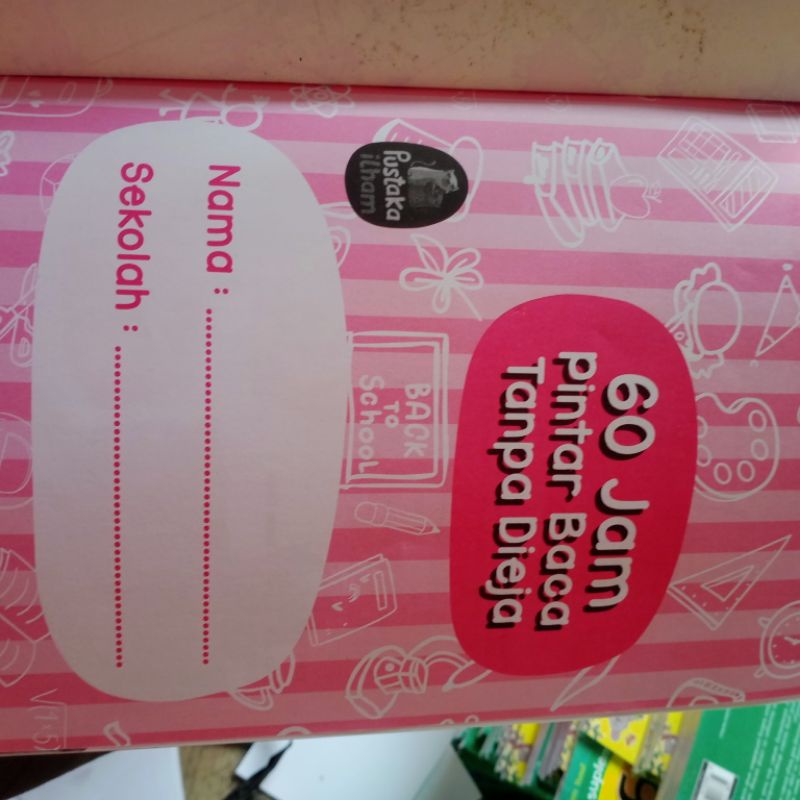 60 Jam
Pintar Baca
Tanpa Dieja
BACK
TO
SCHOOL
Pustaka
ilham
Nama :
Sekolah :